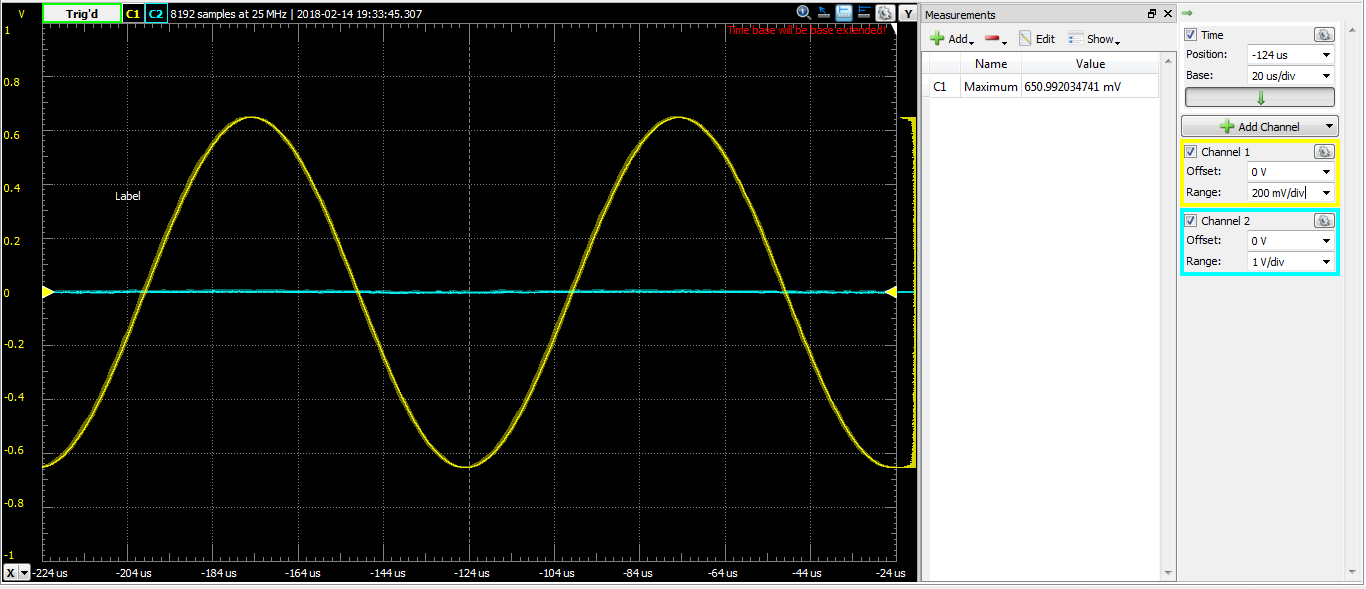 V
Trig'd
C1
C2
8192 samples at 25 MHz | 2018-02-14 19:33:45.307
Y
Time base will be base extended!
1
0.8
0.6
0.4
0.2
0
-0.2
-0.4
-0.6
-0.8
-1
Label
X
-224 us
-204 us
-184 us
-164 us
-144 us
-124 us
-104 us
-84 us
-64 us
-44 us
-24 us
Measurements
Add
Edit
Show
Name
Value
C1
Maximum
650.992034741 mV
Time
Position:
-124 us
Base:
20 us/div
Add Channel
Channel 1
Offset:
0 V
Range:
200 mV/div
Channel 2
Offset:
0 V
Range:
1 V/div